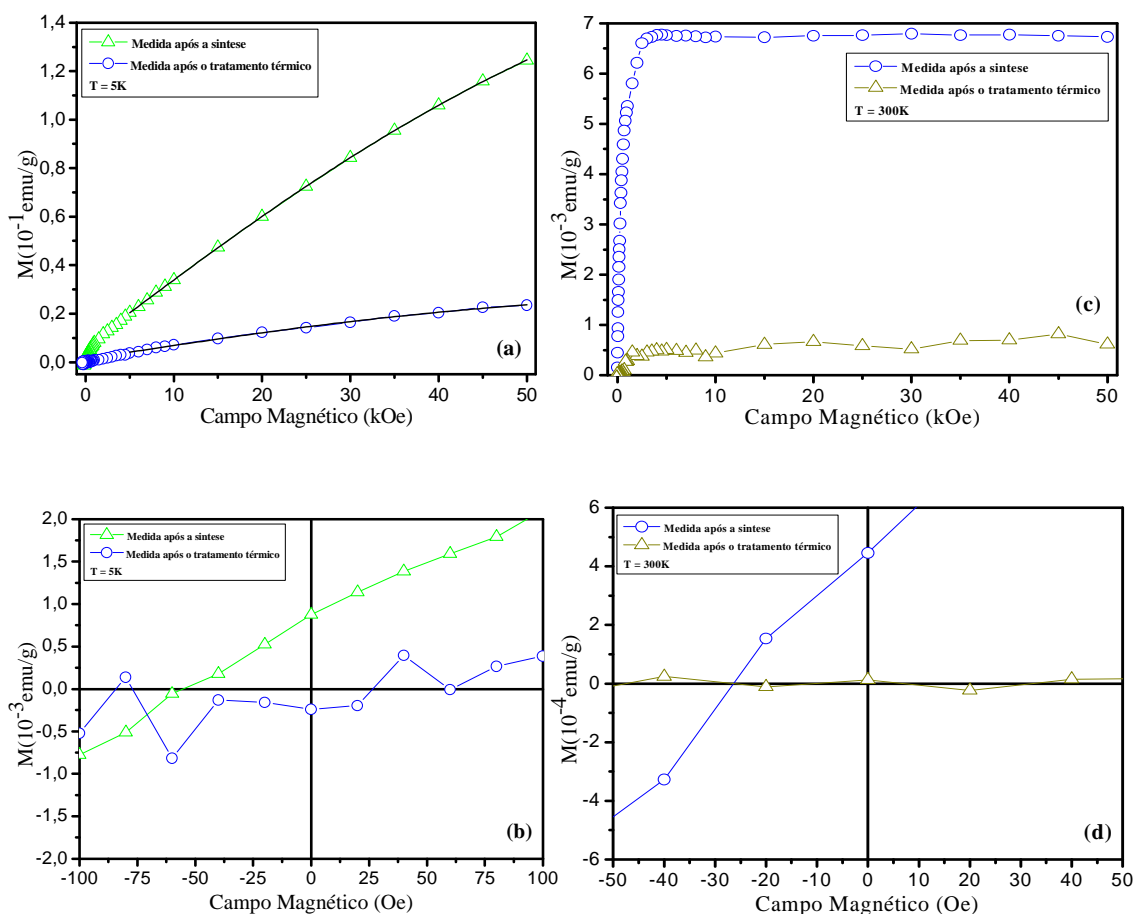 1,4
1,2
1,0
0,8
0,6
0,4
0,2
0,0
M(10⁻¹emu/g)
Medida após a sintese
Medida após o tratamento térmico
T = 5K
(a)
0 10 20 30 40 50
Campo Magnético (kOe)
7
6
5
4
3
2
1
0
M(10⁻³emu/g)
Medida após a sintese
Medida após o tratamento térmico
T = 300K
(c)
0 10 20 30 40 50
Campo Magnético (kOe)
2,0
1,5
1,0
0,5
0,0
-0,5
-1,0
-1,5
-2,0
M(10⁻³emu/g)
Medida após a sintese
Medida após o tratamento térmico
T = 5K
(b)
-100 -75 -50 -25 0 25 50 75 100
Campo Magnético (Oe)
6
4
2
0
-2
-4
-6
M(10⁻⁴emu/g)
Medida após a sintese
Medida após o tratamento térmico
T = 300K
(d)
-50 -40 -30 -20 -10 0 10 20 30 40 50
Campo Magnético (Oe)